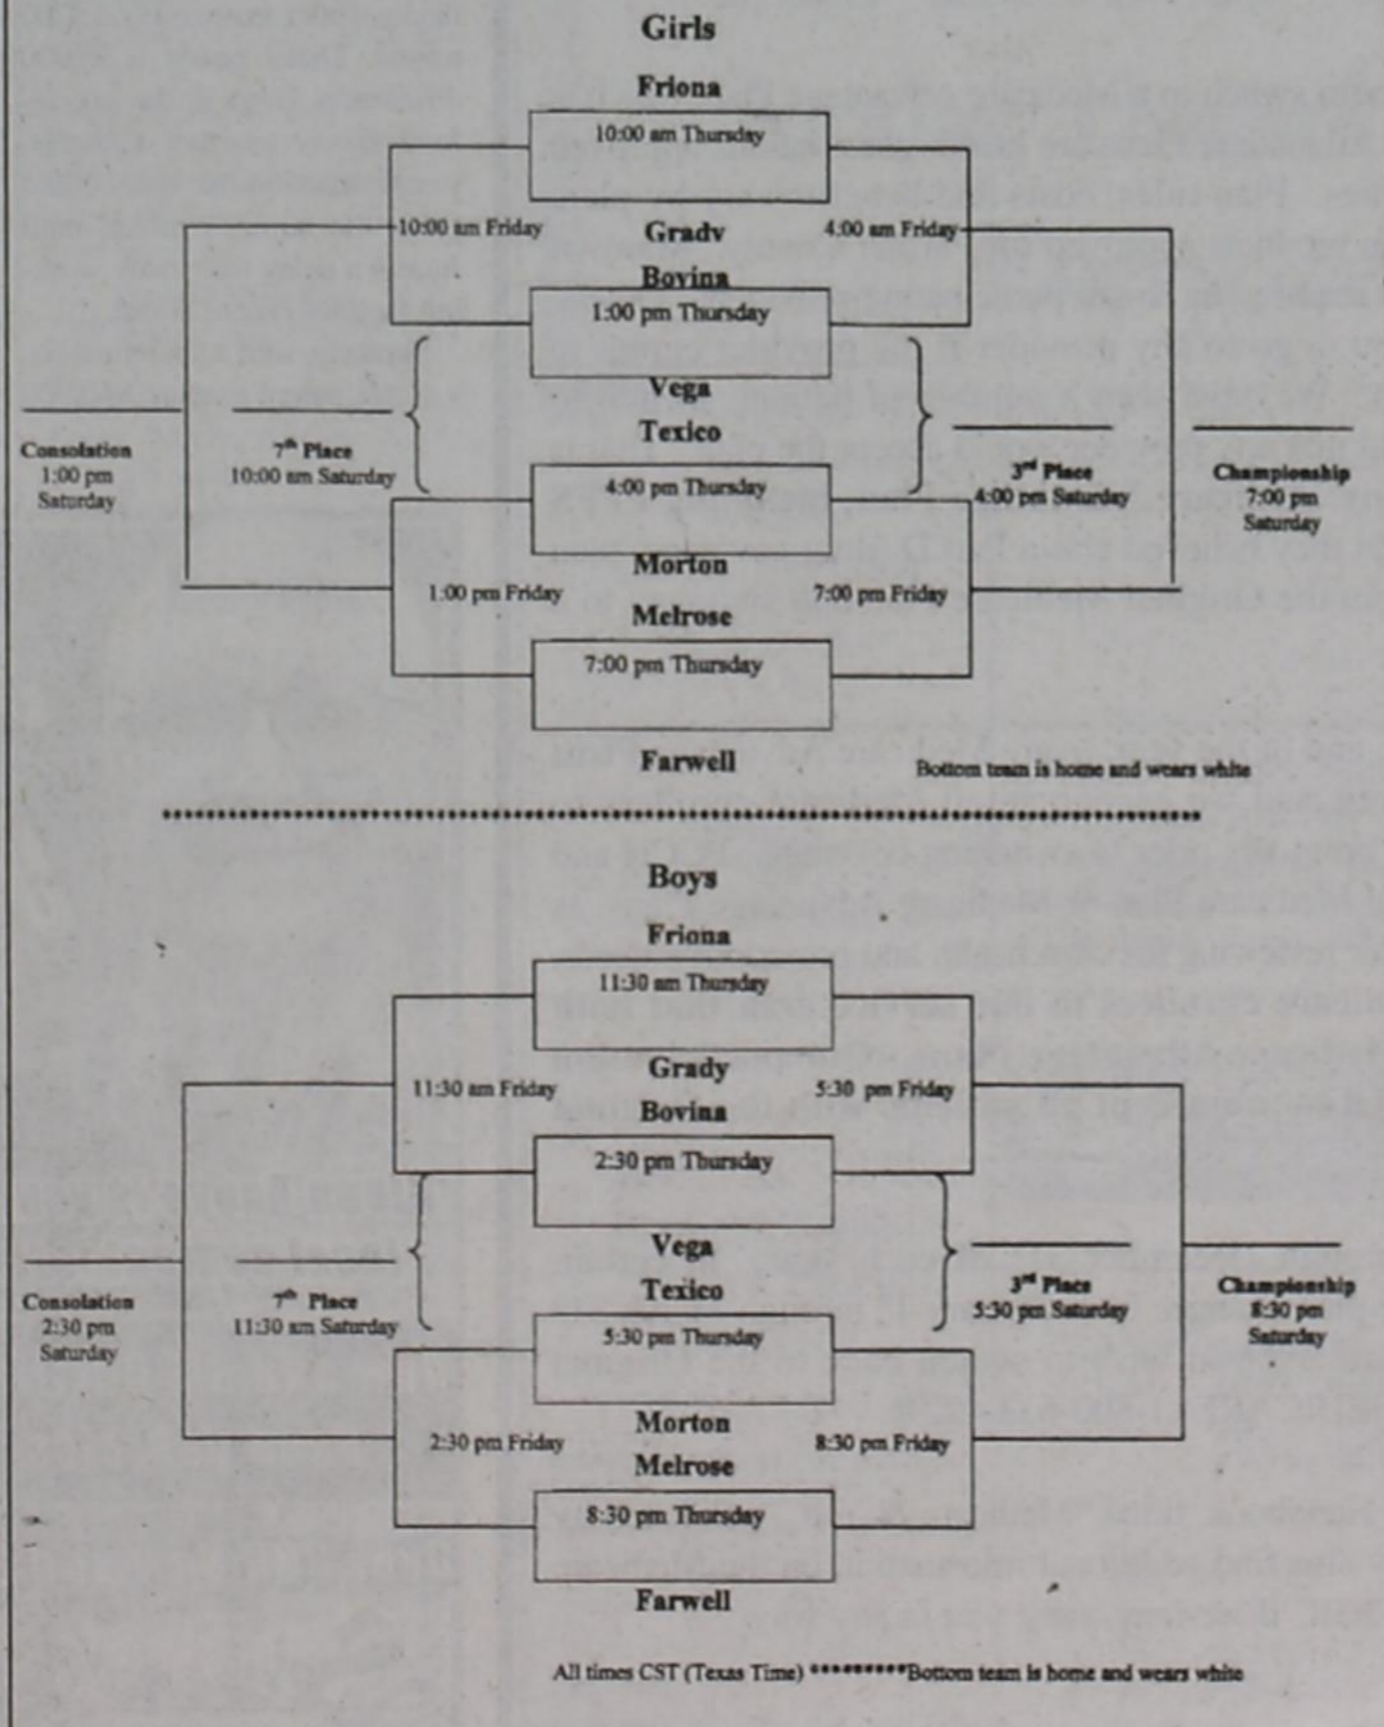 Girls
Friona
10:00 am Thursday
10:00 am Friday
Grady
4:00 am Friday
Bovina
1:00 pm Thursday
Vega
Texico
Consolation
1:00 pm
Saturday
7th Place
10:00 am Saturday
4:00 pm Thursday
3rd Place
4:00 pm Saturday
Championship
7:00 pm
Saturday
Morton
1:00 pm Friday
7:00 pm Friday
Melrose
7:00 pm Thursday
Farwell
Bottom team is home and wears white
Boys
Friona
11:30 am Thursday
Grady
11:30 am Friday
5:30 pm Friday
Bovina
2:30 pm Thursday
Vega
Texico
Consolation
2:30 pm
Saturday
7th Place
11:30 am Saturday
5:30 pm Thursday
3rd Place
5:30 pm Saturday
Championship
8:30 pm
Saturday
Morton
2:30 pm Friday
8:30 pm Friday
Melrose
8:30 pm Thursday
Farwell
All times CST (Texas Time) *********Bottom team is home and wears white